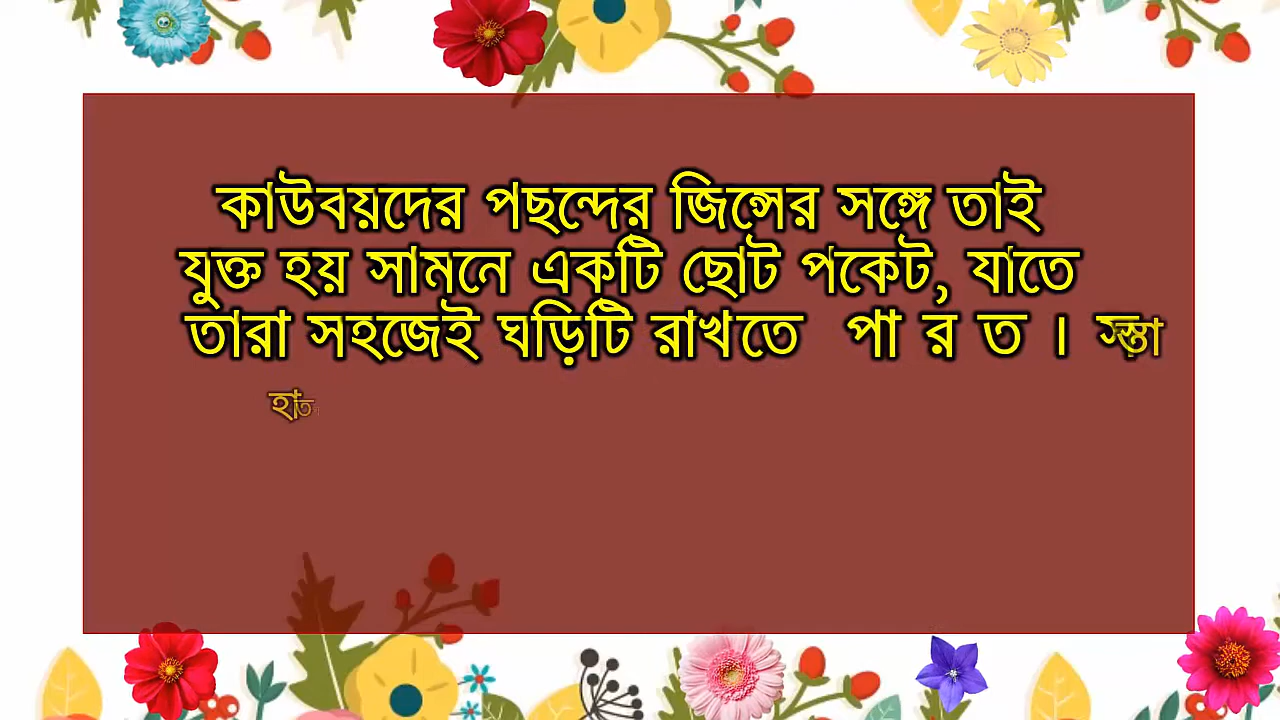 কাউবয়দের পছন্দের জিন্সের সঙ্গে তাই
যুক্ত হয় সামনে একটি ছোট পকেট, যাতে
তারা সহজেই ঘড়িটি রাখতে পা র ত ।